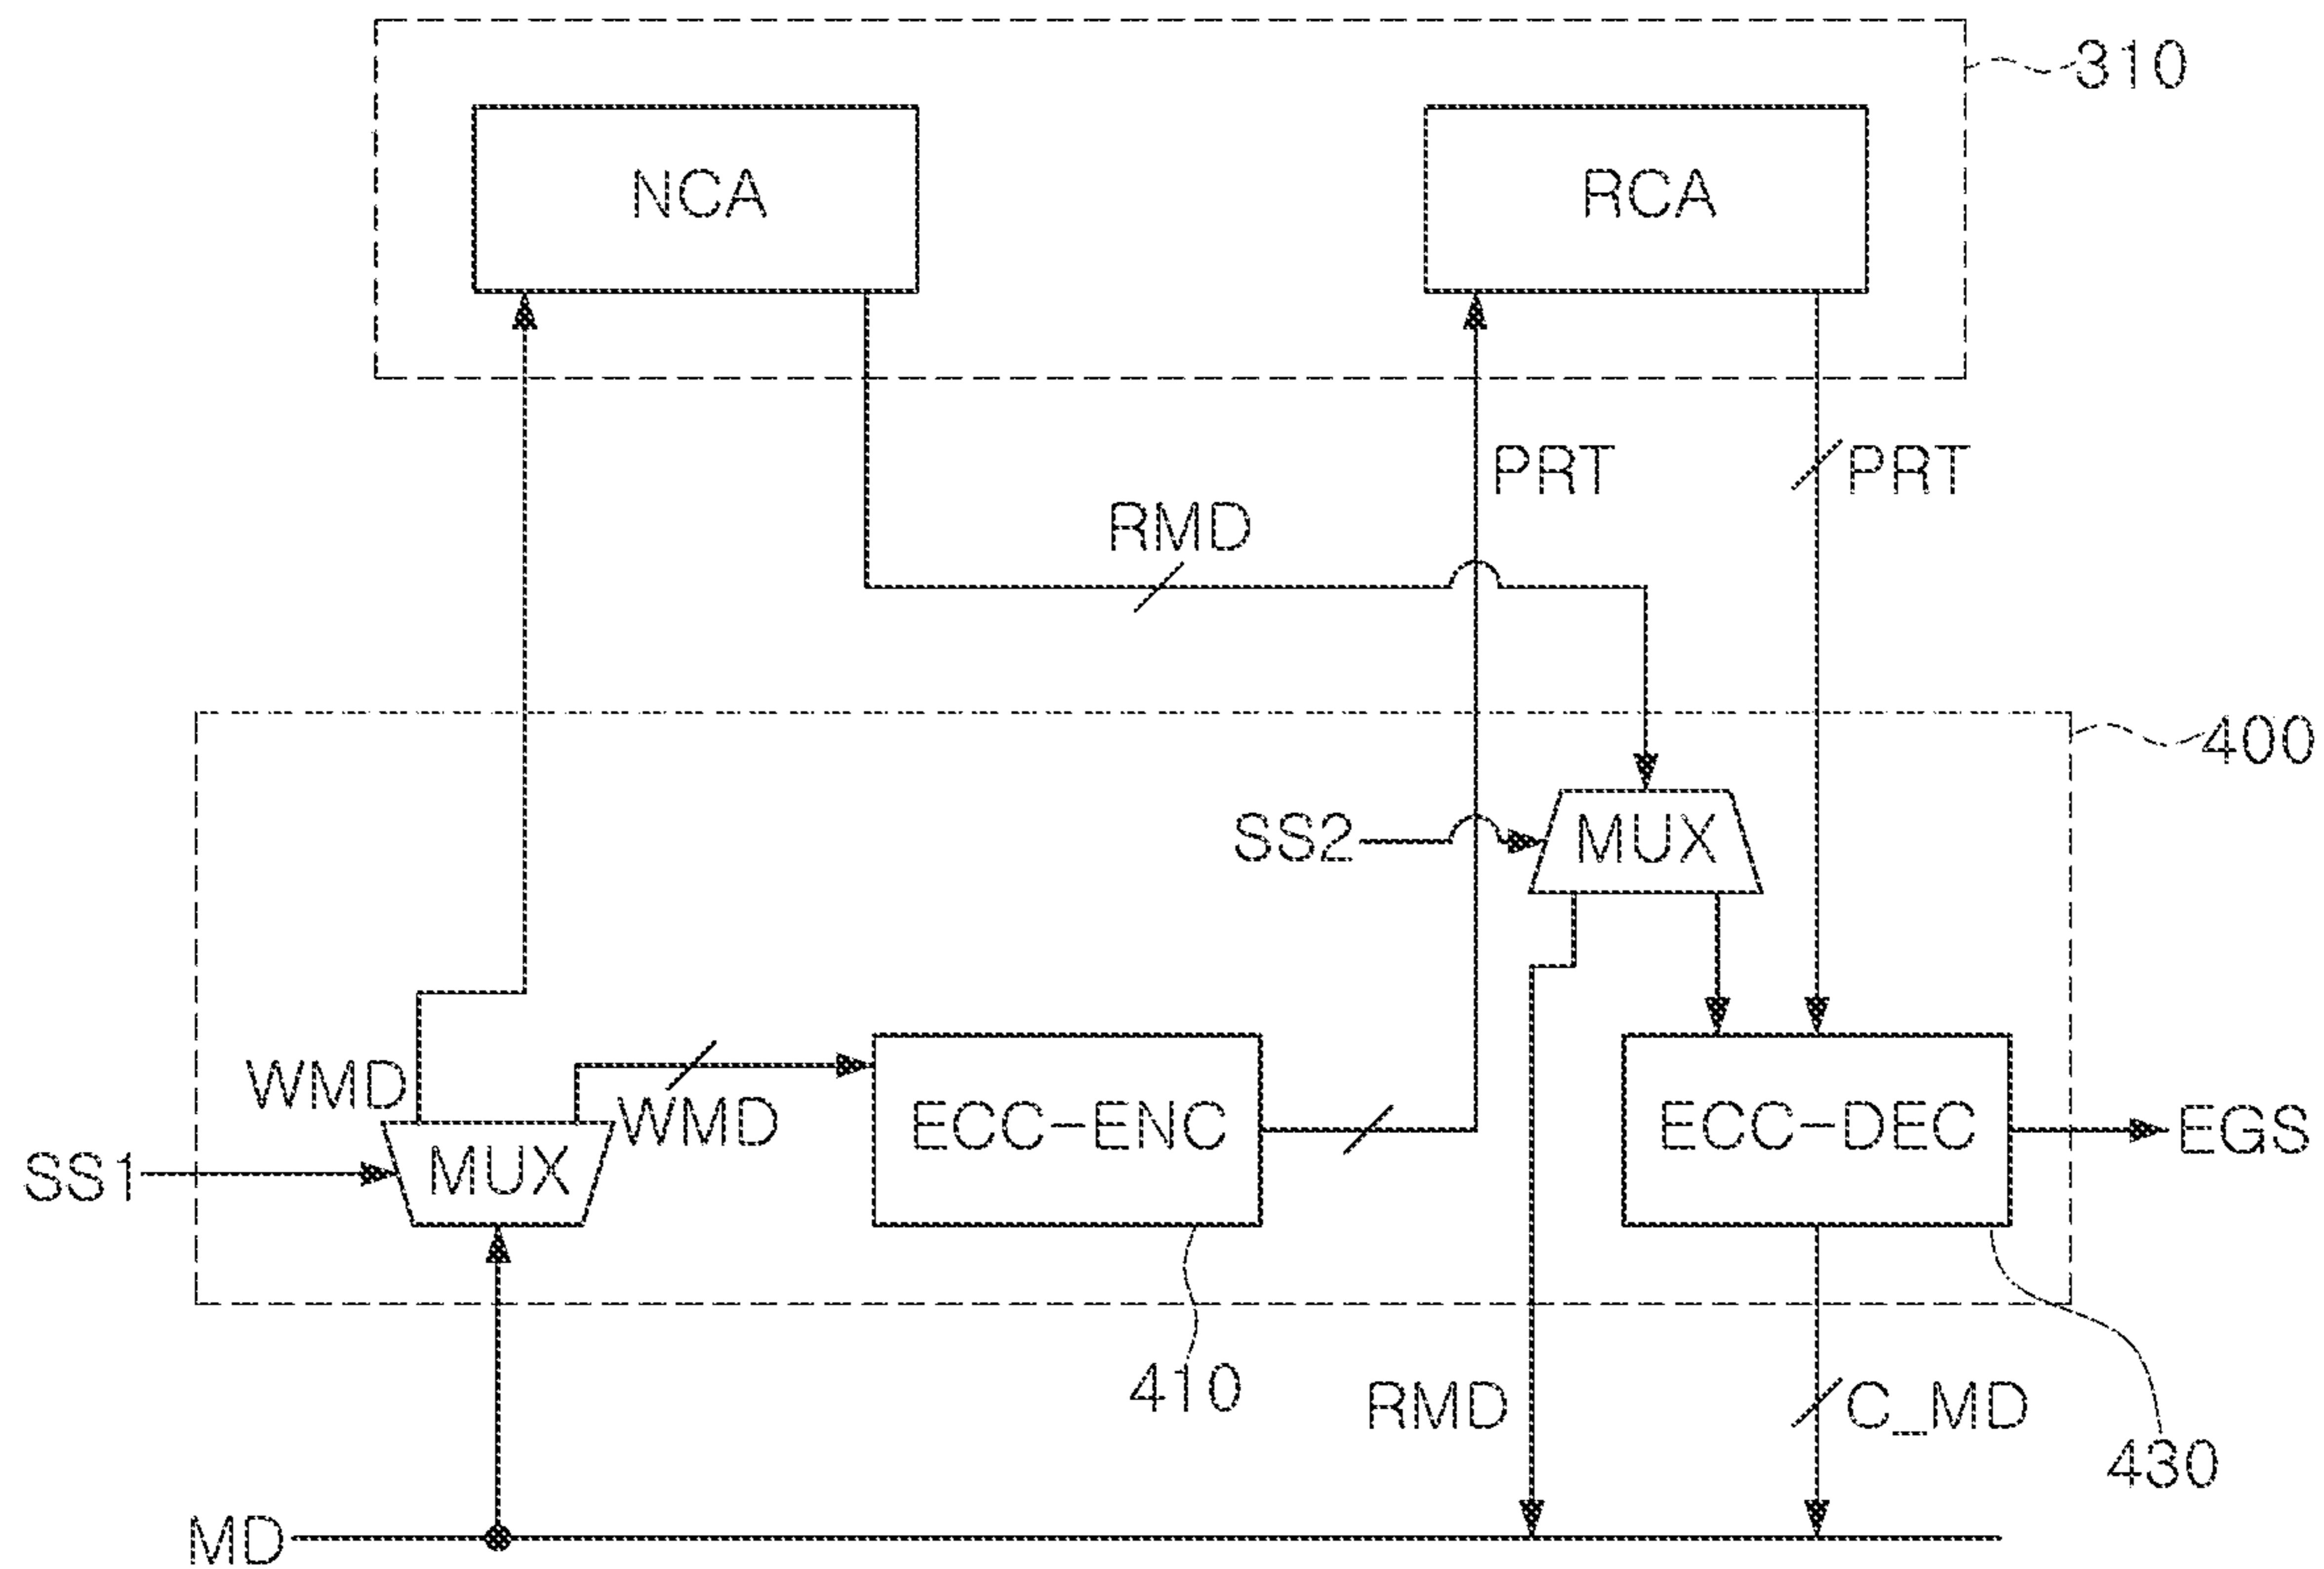 310
NCA
RCA
PRT
PRT
RMD
400
SS2
MUX
WMD
WMD
ECC-ENC
ECC-DEC
EGS
SS1
MUX
410
RMD
C_MD
430
MD